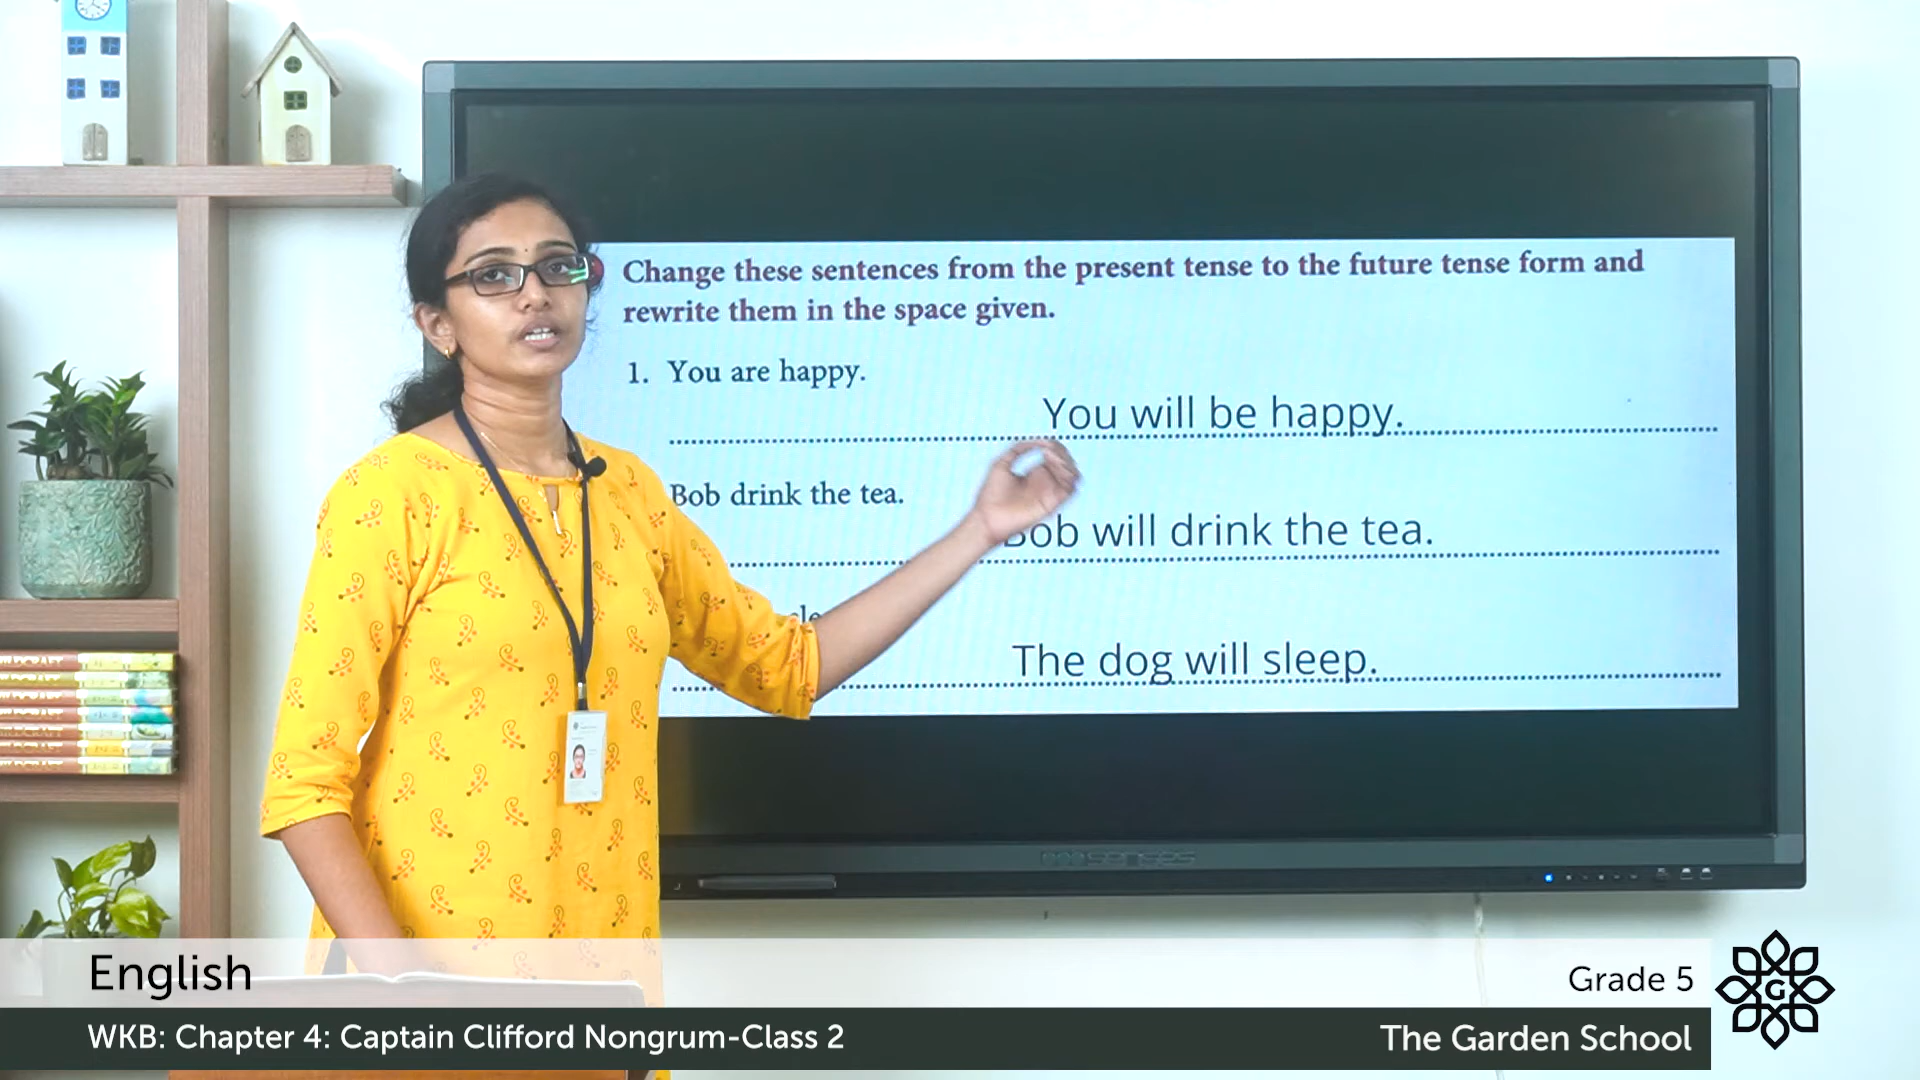 Change these sentences from the present tense to the future tense form and
rewrite them in the space given.
1. You are happy.
You will be happy.
Bob drink the tea.
Bob will drink the tea.
The dog will sleep.
English
Grade 5
WKB: Chapter 4: Captain Clifford Nongrum-Class 2
The Garden School
G